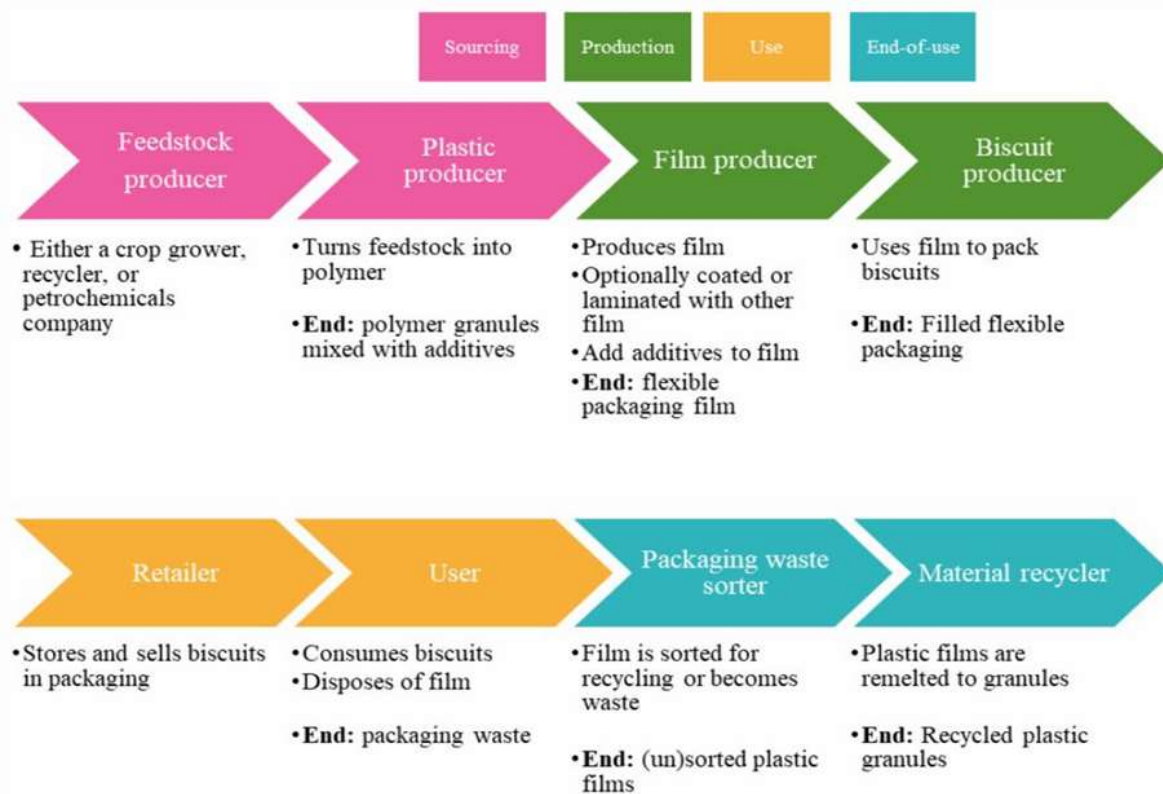 Sourcing
Production
Use
End-of-use
Feedstock
producer
Plastic
producer
Film producer
Biscuit
producer
• Either a crop grower,
recycler, or
petrochemicals
company
•Turns feedstock into
polymer
•End: polymer granules
mixed with additives
•Produces film
•Optionally coated or
laminated with other
film
•Add additives to film
•End: flexible
packaging film
•Uses film to pack
biscuits
•End: Filled flexible
packaging
Retailer
User
Packaging waste
sorter
Material recycler
•Stores and sells biscuits
in packaging
•Consumes biscuits
•Disposes of film
•End: packaging waste
•Film is sorted for
recycling or becomes
waste
•End: (un)sorted plastic
films
•Plastic films are
remelted to granules
•End: Recycled plastic
granules